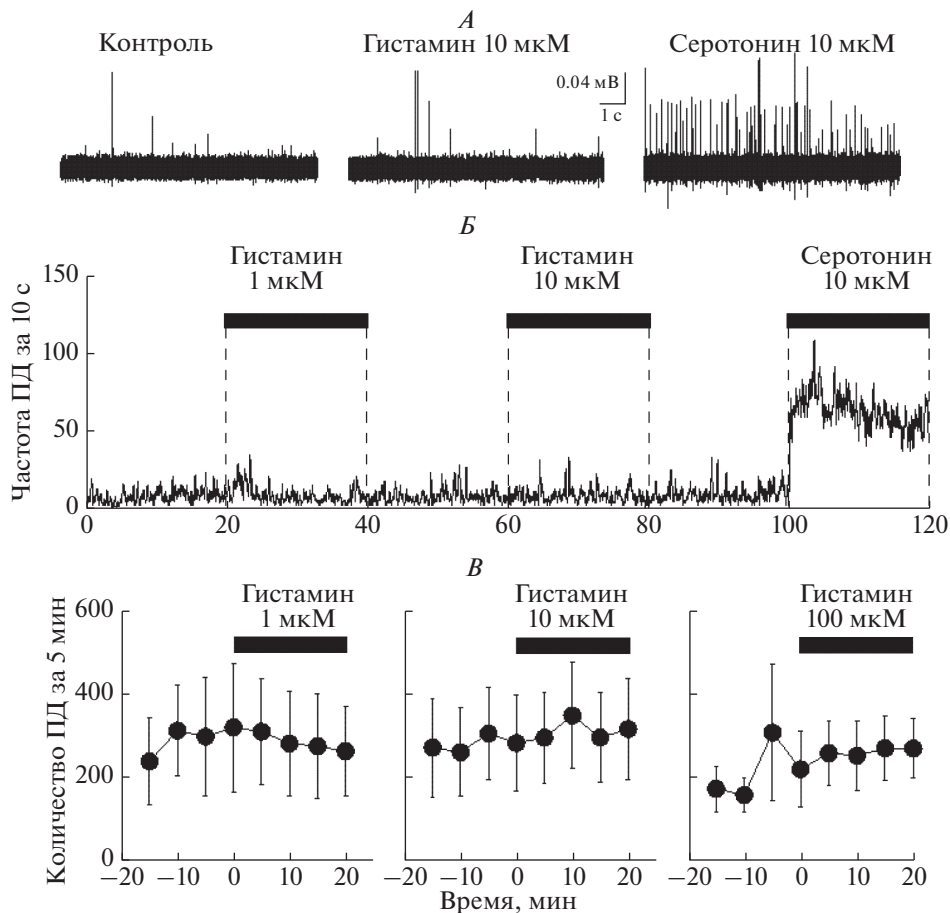 А
Контроль
Гистамин 10 мкМ
Серотонин 10 мкМ
0.04 мВ
1 с
Б
Гистамин
1 мкМ
Гистамин
10 мкМ
Серотонин
10 мкМ
Частота ПД за 10 с
150
100
50
0
0 20 40 60 80 100 120
В
Гистамин
1 мкМ
Гистамин
10 мкМ
Гистамин
100 мкМ
Количество ПД за 5 мин
600
400
200
0
−20 −10 0 10 20
−20 −10 0 10 20
−20 −10 0 10 20
Время, мин